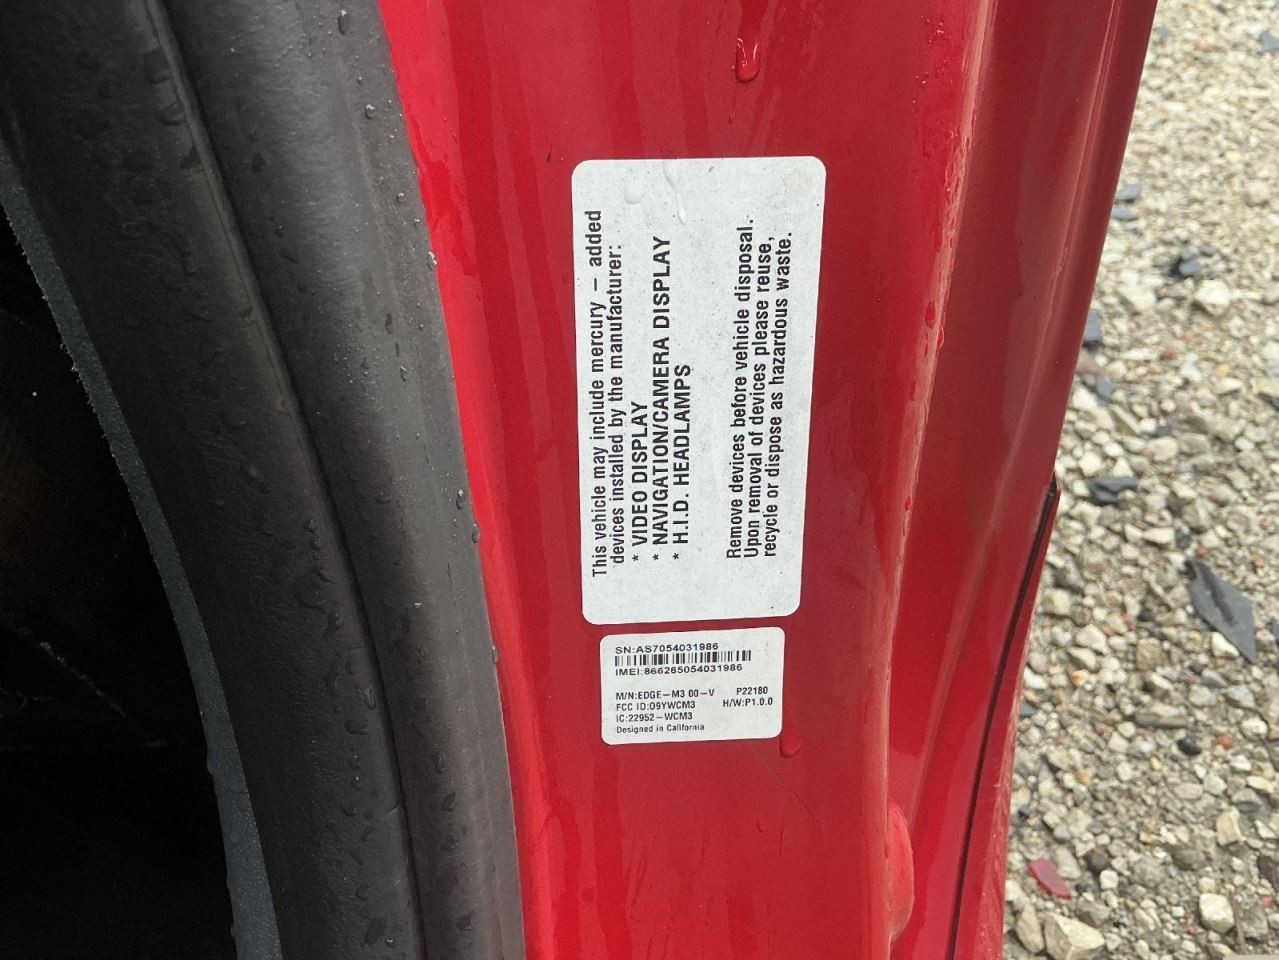 This vehicle may include mercury – added
devices installed by the manufacturer:
* VIDEO DISPLAY
* NAVIGATION/CAMERA DISPLAY
* H.I.D. HEADLAMPS
Remove devices before vehicle disposal.
Upon removal of devices please reuse,
recycle or dispose as hazardous waste.
SN:AS7054031986
IMEI:866265054031986
M/N:EDGE–M3 00–V P22180
FCC ID:O9YWCM3 H/W:P1.0.0
IC:22952–WCM3
Designed in California